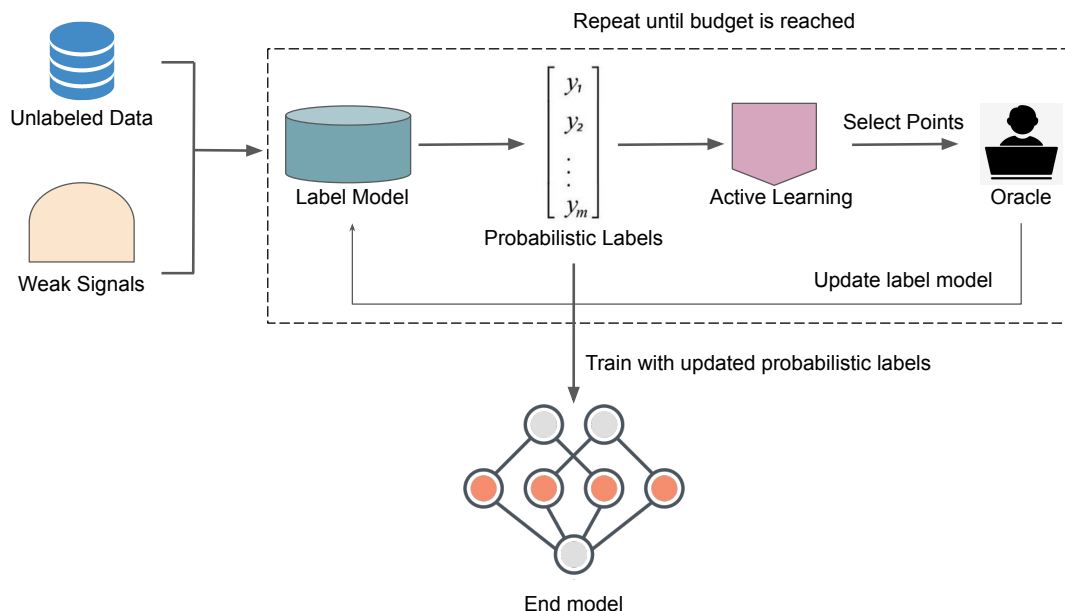 Repeat until budget is reached
Unlabeled Data
Weak Signals
Label Model
y₁
y₂
⋮
yₘ
Probabilistic Labels
Active Learning
Select Points
Oracle
Update label model
Train with updated probabilistic labels
End model